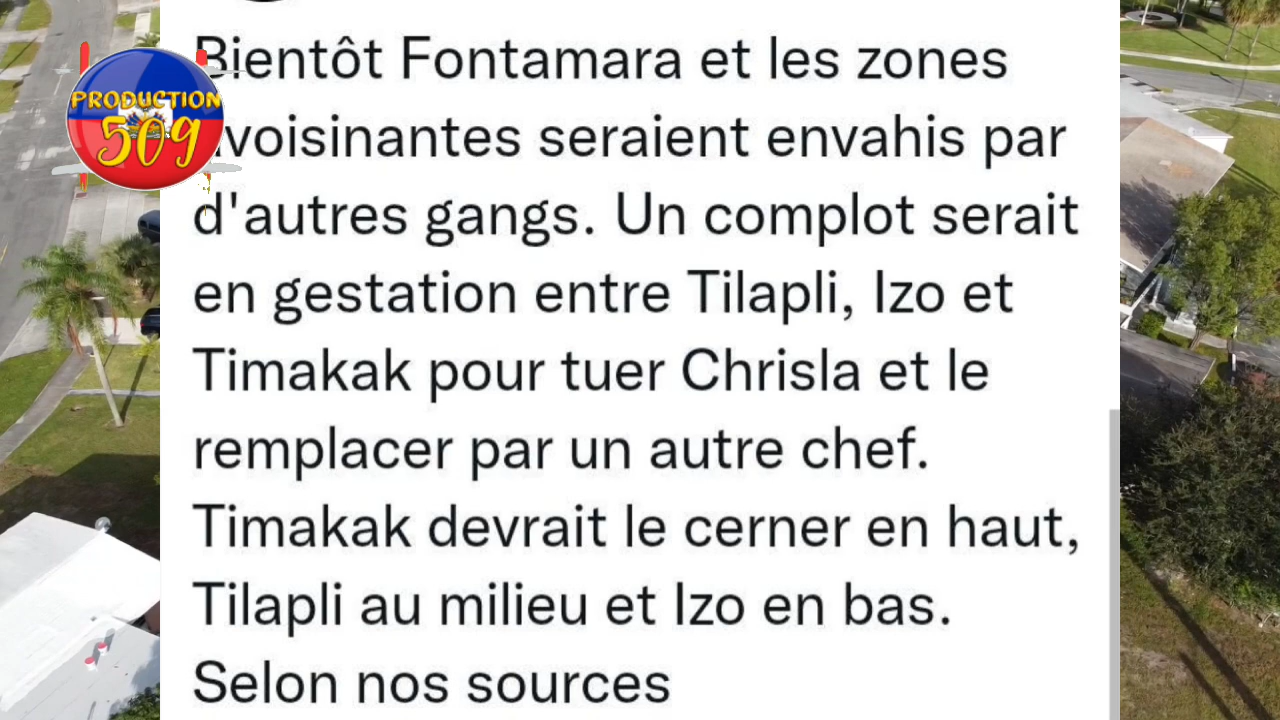 PRODUCTION
509
Bientôt Fontamara et les zones
avoisinantes seraient envahis par
d'autres gangs. Un complot serait
en gestation entre Tilapli, Izo et
Timakak pour tuer Chrisla et le
remplacer par un autre chef.
Timakak devrait le cerner en haut,
Tilapli au milieu et Izo en bas.
Selon nos sources